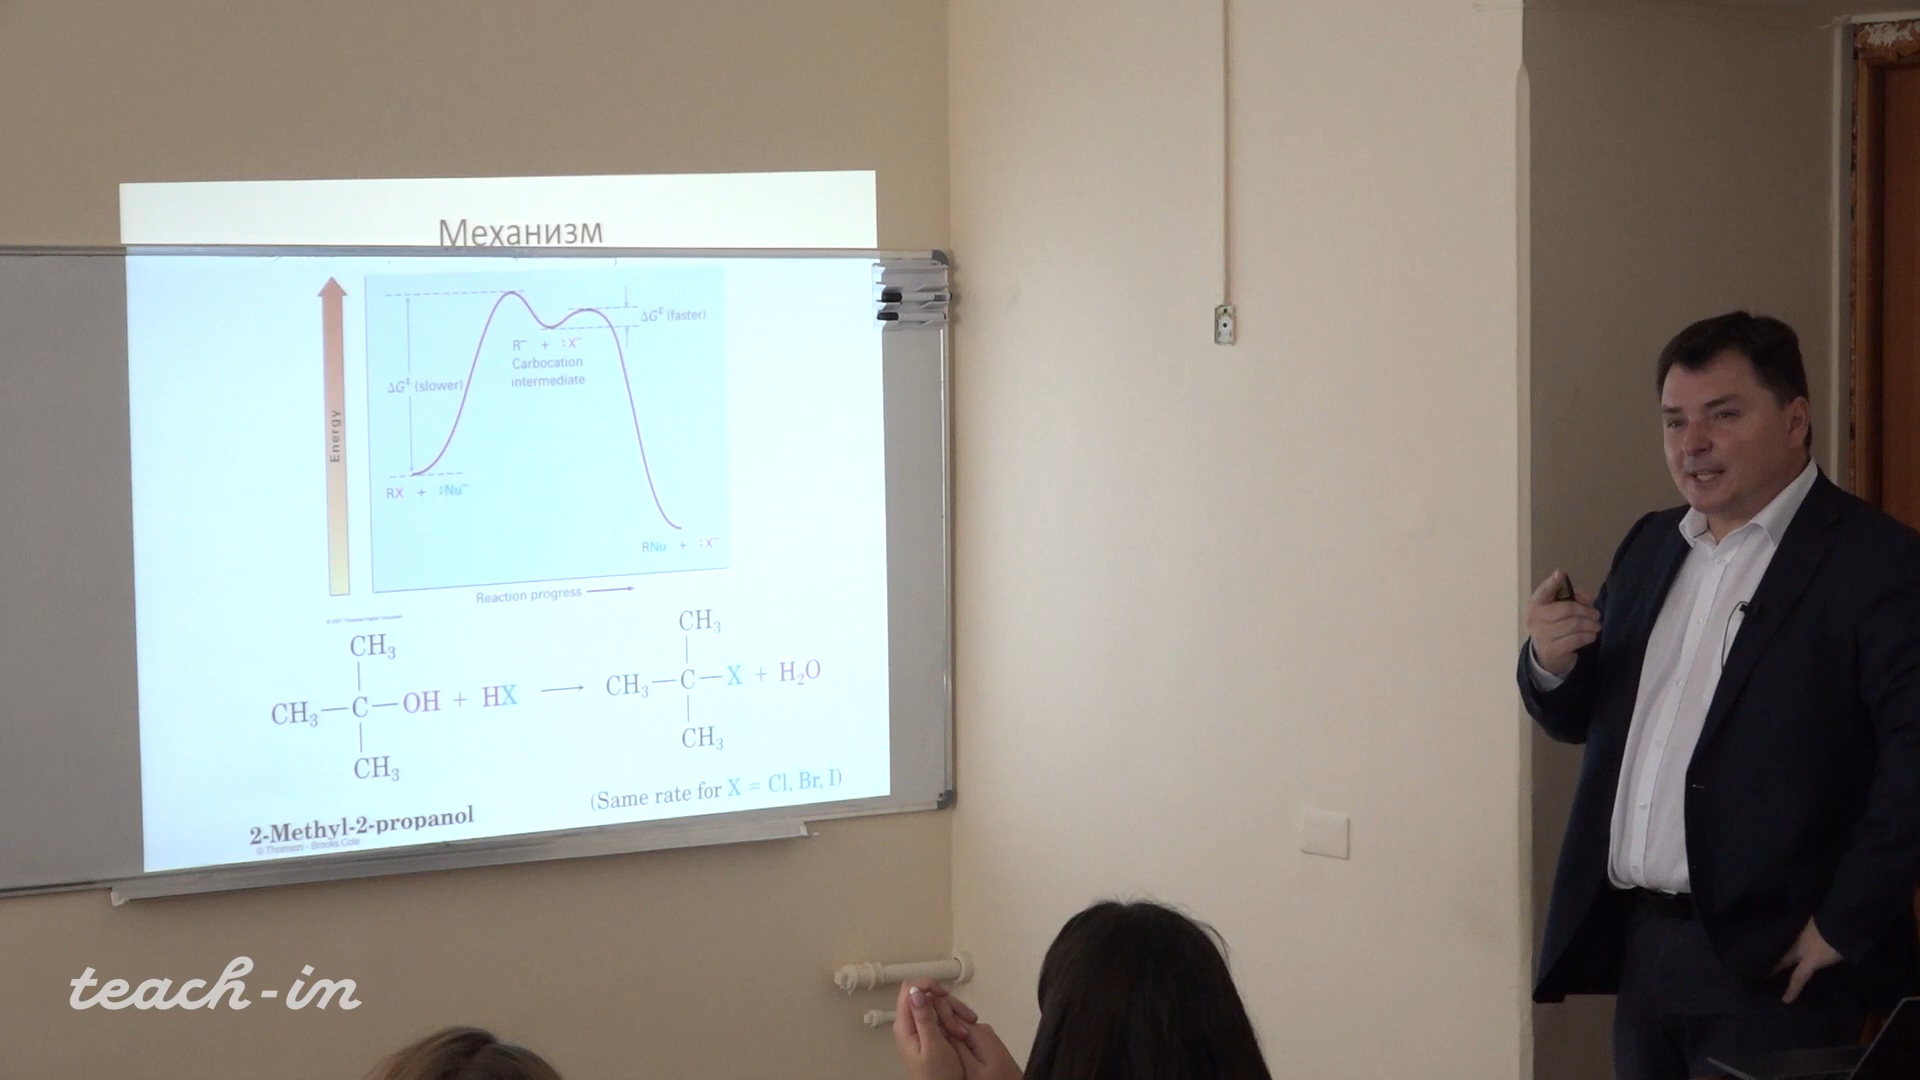 Механизм
ΔG‡ (faster)
R⁻ + :X⁻
Carbocation
intermediate
ΔG‡ (slower)
Energy
RX + :Nu⁻
RNu + :X⁻
Reaction progress
CH₃
CH₃—C—OH + HX ⟶
CH₃
CH₃
CH₃—C—X + H₂O
CH₃
2-Methyl-2-propanol
(Same rate for X = Cl, Br, I)
© Thomson - Brooks Cole
teach-in